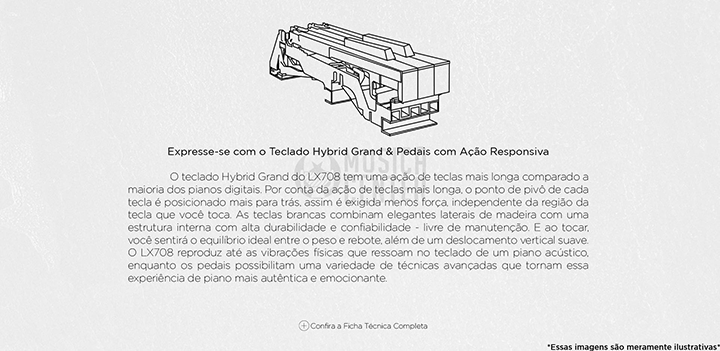 Expresse-se com o Teclado Hybrid Grand & Pedais com Ação Responsiva
O teclado Hybrid Grand do LX708 tem uma ação de teclas mais longa comparado a
maioria dos pianos digitais. Por conta da ação de teclas mais longa, o ponto de pivô de cada
tecla é posicionado mais para trás, assim é exigida menos força, independente da região da
tecla que você toca. As teclas brancas combinam elegantes laterais de madeira com uma
estrutura interna com alta durabilidade e confiabilidade - livre de manutenção. E ao tocar,
você sentirá o equilíbrio ideal entre o peso e rebote, além de um deslocamento vertical suave.
O LX708 reproduz até as vibrações físicas que ressoam no teclado de um piano acústico,
enquanto os pedais possibilitam uma variedade de técnicas avançadas que tornam essa
experiência de piano mais autêntica e emocionante.
Confira a Ficha Técnica Completa
*Essas imagens são meramente ilustrativas*